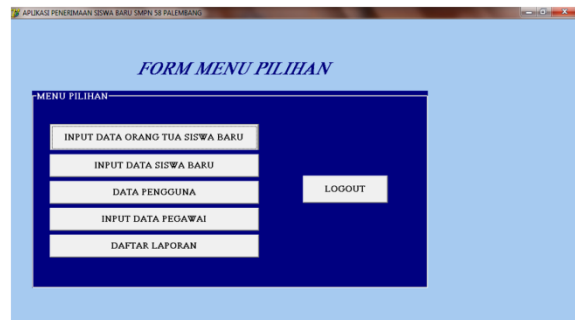 APLIKASI PENERIMAAN SISWA BARU SMPN 58 PALEMBANG
FORM MENU PILIHAN
MENU PILIHAN
INPUT DATA ORANG TUA SISWA BARU
INPUT DATA SISWA BARU
DATA PENGGUNA
INPUT DATA PEGAWAI
DAFTAR LAPORAN
LOGOUT